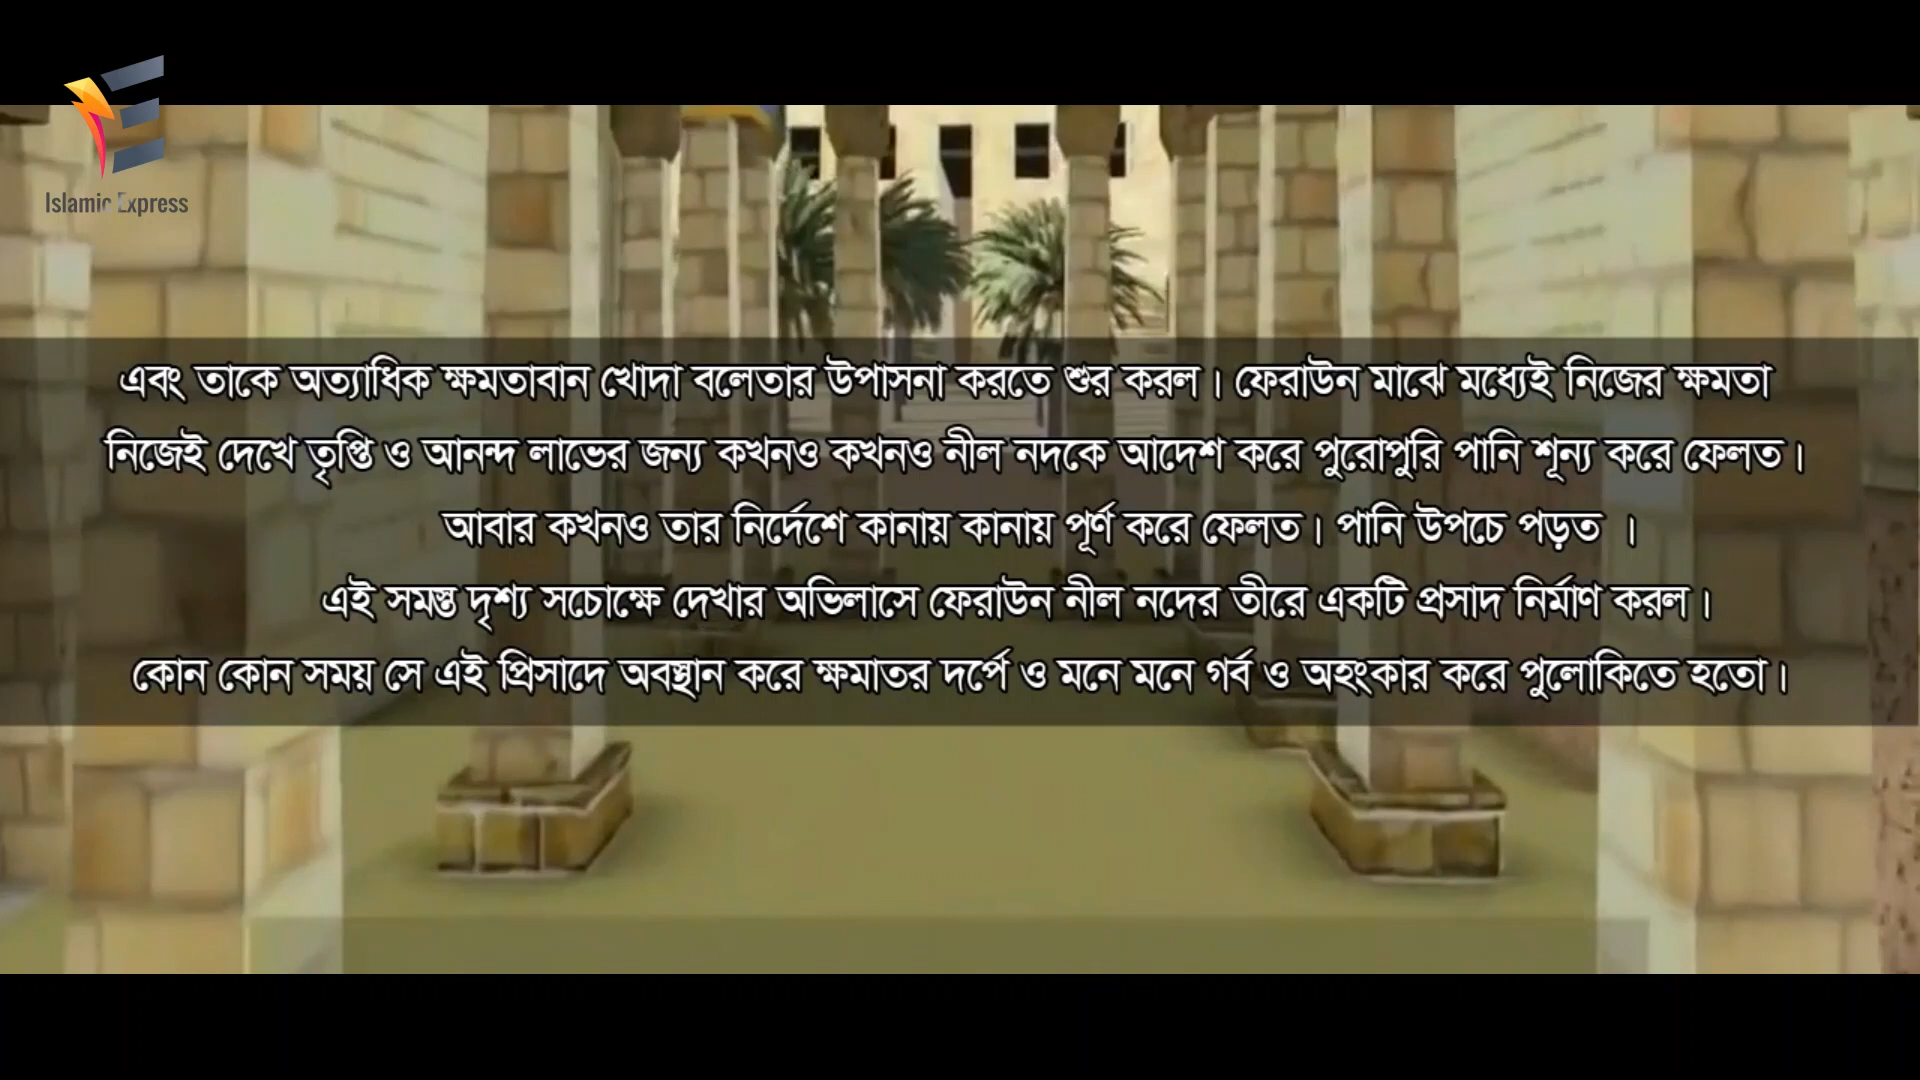 Islamic Express
এবং তাকে অত্যাধিক ক্ষমতাবান খোদা বলেতার উপাসনা করতে শুর করল। ফেরাউন মাঝে মধ্যেই নিজের ক্ষমতা
নিজেই দেখে তৃপ্তি ও আনন্দ লাভের জন্য কখনও কখনও নীল নদকে আদেশ করে পুরোপুরি পানি শূন্য করে ফেলত।
আবার কখনও তার নির্দেশে কানায় কানায় পূর্ণ করে ফেলত। পানি উপচে পড়ত ।
এই সমস্ত দৃশ্য সচোক্ষে দেখার অভিলাসে ফেরাউন নীল নদের তীরে একটি প্রসাদ নির্মাণ করল।
কোন কোন সময় সে এই প্রিসাদে অবস্থান করে ক্ষমাতর দর্পে ও মনে মনে গর্ব ও অহংকার করে পুলোকিতে হতো।